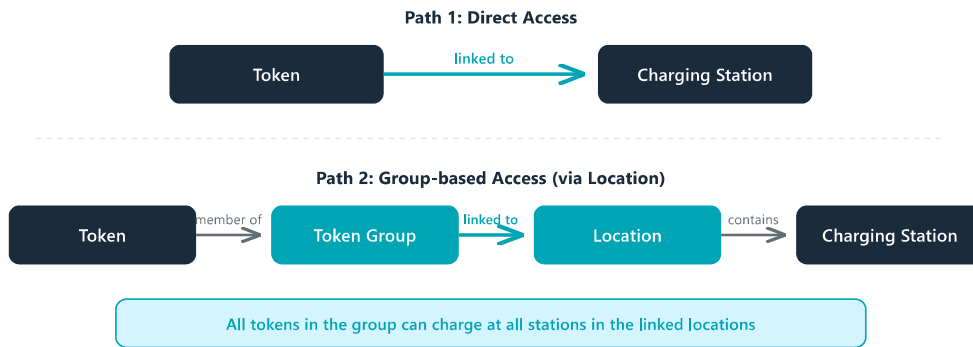 Path 1: Direct Access
Token
linked to
Charging Station
Path 2: Group-based Access (via Location)
Token
member of
Token Group
linked to
Location
contains
Charging Station
All tokens in the group can charge at all stations in the linked locations